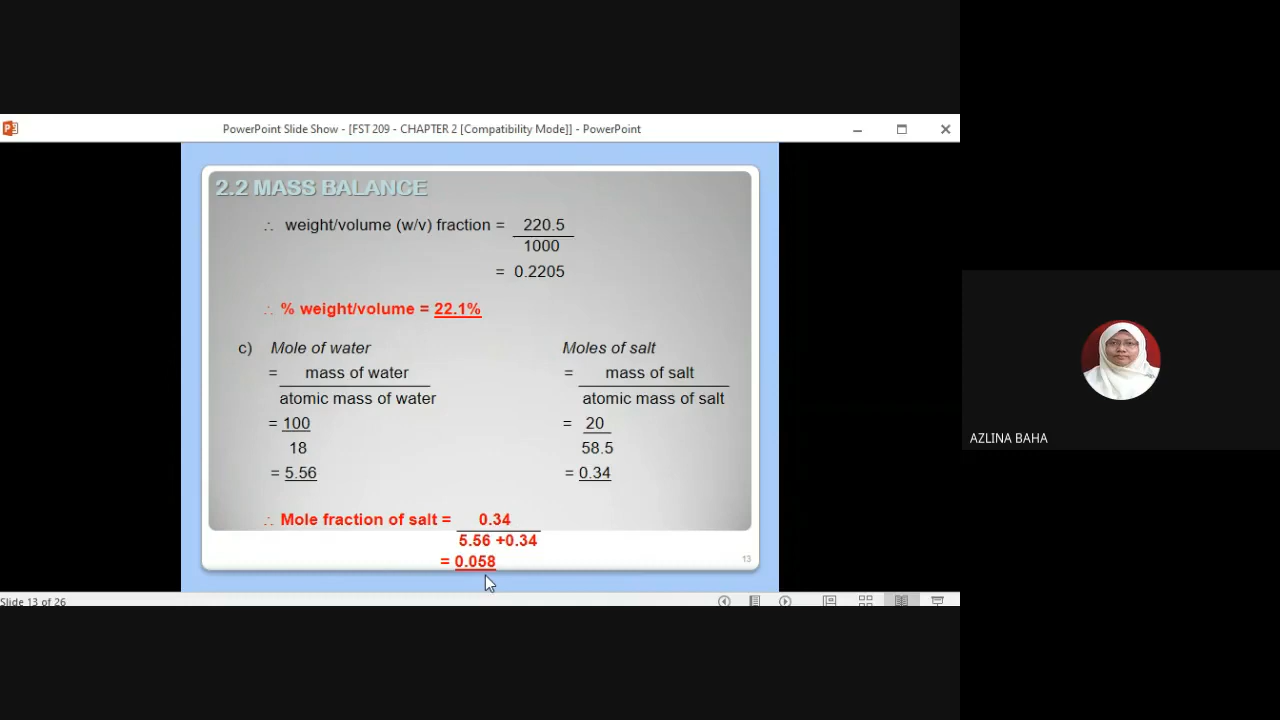 PowerPoint Slide Show - [FST 209 - CHAPTER 2 [Compatibility Mode]] - PowerPoint
2.2 MASS BALANCE
∴ weight/volume (w/v) fraction = 220.5
1000
= 0.2205
∴ % weight/volume = 22.1%
c) Mole of water
= mass of water
atomic mass of water
= 100
18
= 5.56
Moles of salt
= mass of salt
atomic mass of salt
= 20
58.5
= 0.34
∴ Mole fraction of salt = 0.34
5.56 +0.34
= 0.058
13
Slide 13 of 26
AZLINA BAHA